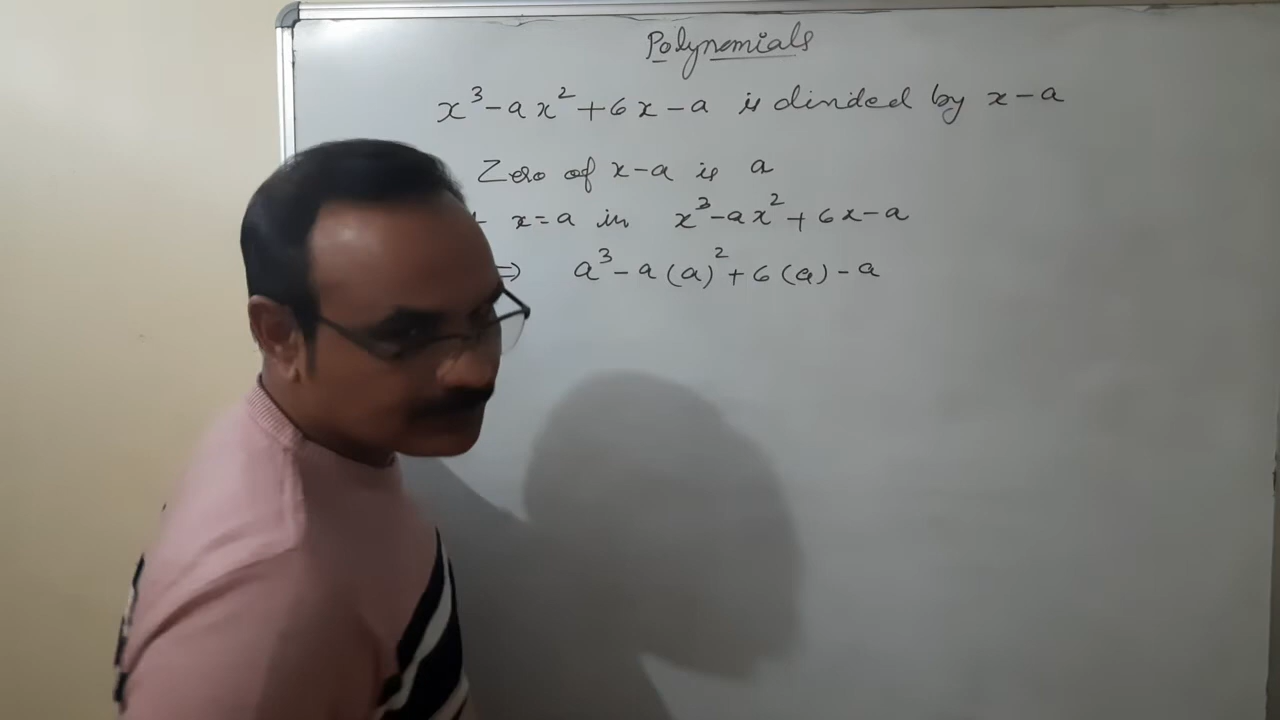 Polynomials
x³-ax²+6x-a is divided by x-a
Zero of x-a is a
x=a in x³-ax²+6x-a
⇒ a³-a(a)²+6(a)-a